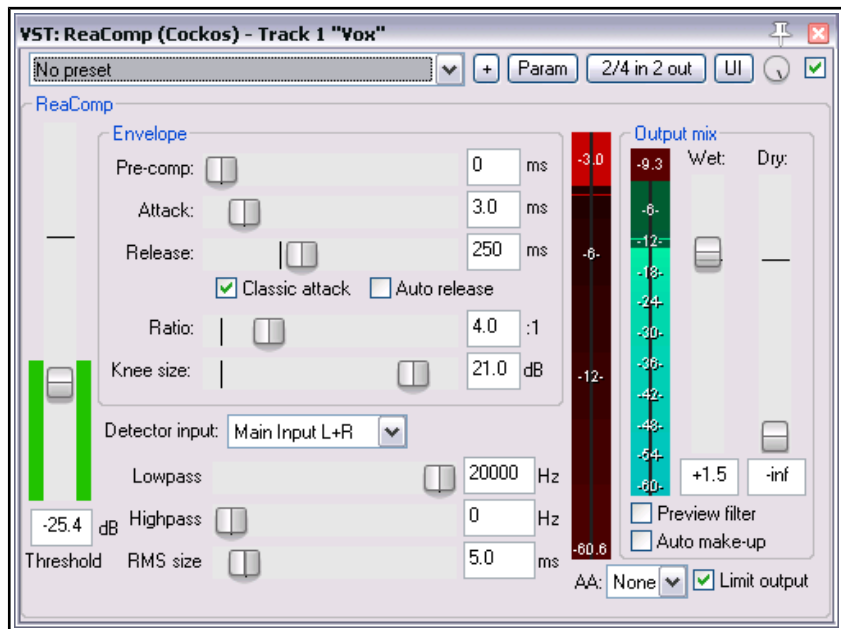 VST: ReaComp (Cockos) - Track 1 "Vox"
No preset
+
Param
2/4 in 2 out
UI
ReaComp
Envelope
Pre-comp: 0 ms
Attack: 3.0 ms
Release: 250 ms
Classic attack Auto release
Ratio: 4.0 :1
Knee size: 21.0 dB
Detector input: Main Input L+R
Lowpass 20000 Hz
Highpass 0 Hz
RMS size 5.0 ms
-25.4 dB
Threshold
-3.0
-6-
-12-
-60.6
Output mix
Wet: Dry:
-9.3
-6-
-12-
-18-
-24-
-30-
-36-
-42-
-48-
-54-
-60-
+1.5 -inf
Preview filter
Auto make-up
AA: None Limit output